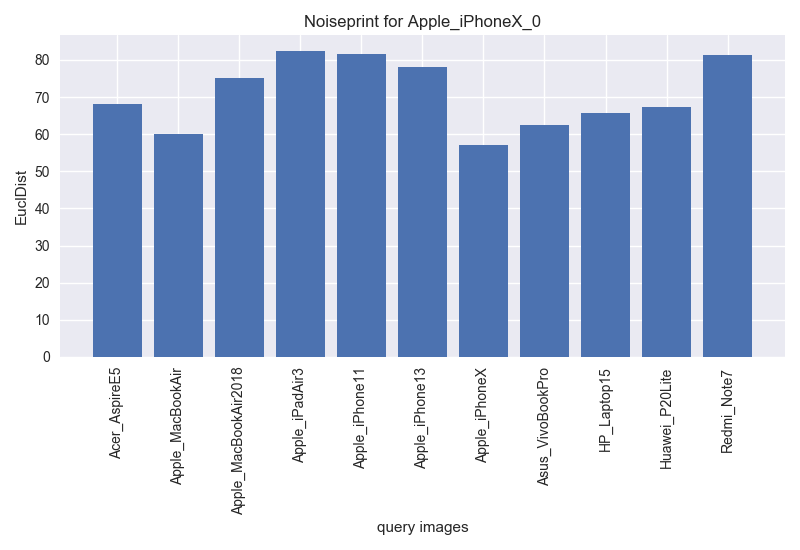 Noiseprint for Apple_iPhoneX_0
EuclDist
80
70
60
50
40
30
20
10
0
Acer_AspireE5
Apple_MacBookAir
Apple_MacBookAir2018
Apple_iPadAir3
Apple_iPhone11
Apple_iPhone13
Apple_iPhoneX
Asus_VivoBookPro
HP_Laptop15
Huawei_P20Lite
Redmi_Note7
query images